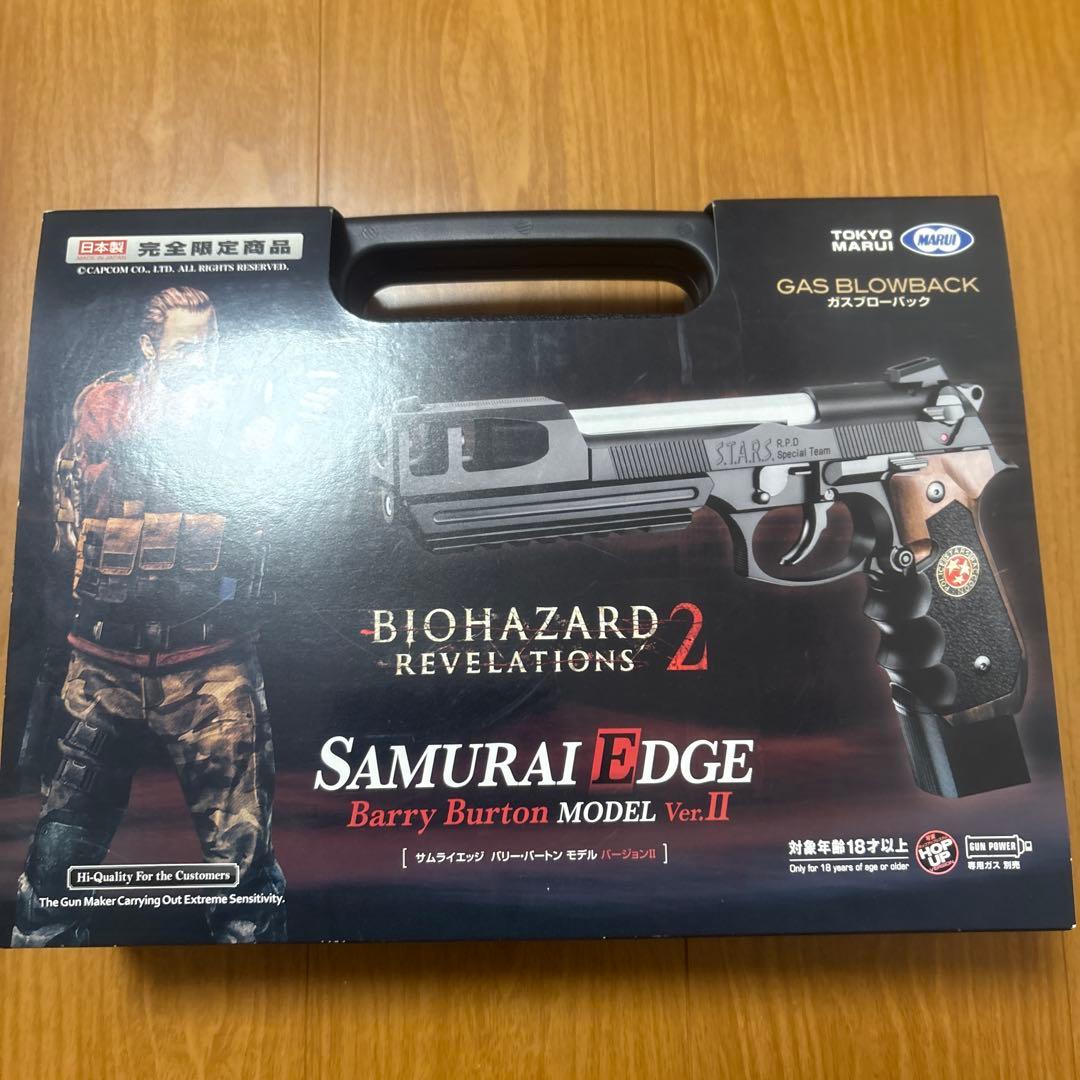 日本製 完全限定商品
MADE IN JAPAN
©CAPCOM CO., LTD. ALL RIGHTS RESERVED.
TOKYO
MARUI
MARUI
GAS BLOWBACK
ガスブローバック
S.T.A.R.S. R.P.D
Special Team
BIOHAZARD
REVELATIONS 2
SAMURAI EDGE
Barry Burton MODEL Ver.II
[ サムライエッジ バリー・バートン モデル バージョンII ]
対象年齢18才以上
Only for 18 years of age or older
HOP
UP
GUN POWER
専用ガス 別売
Hi-Quality For the Customers
The Gun Maker Carrying Out Extreme Sensitivity.